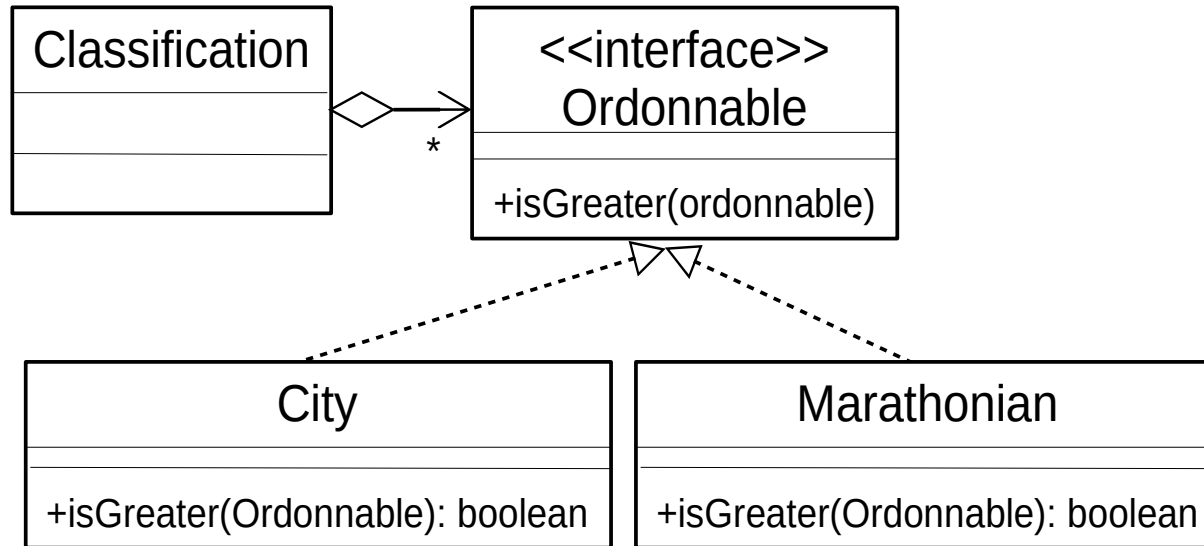 Classification
<<interface>>
Ordonnable
*
+isGreater(ordonnable)
City
+isGreater(Ordonnable): boolean
Marathonian
+isGreater(Ordonnable): boolean